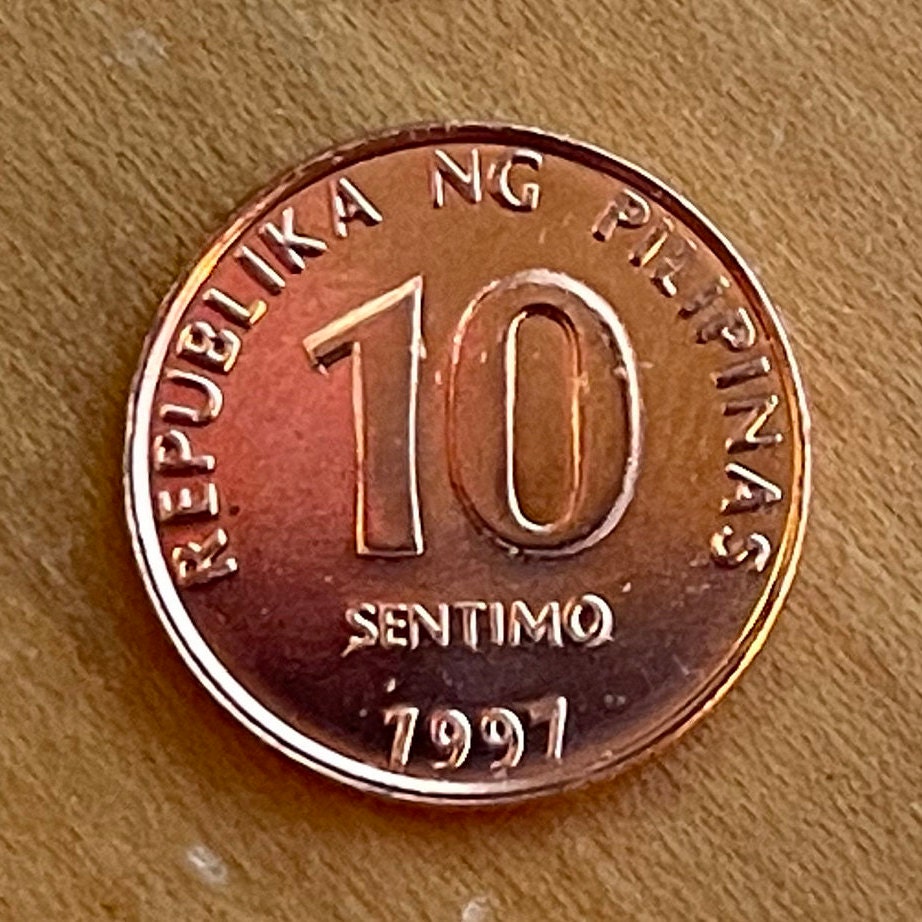 REPUBLIKA NG PILIPINAS
10
SENTIMO
1997